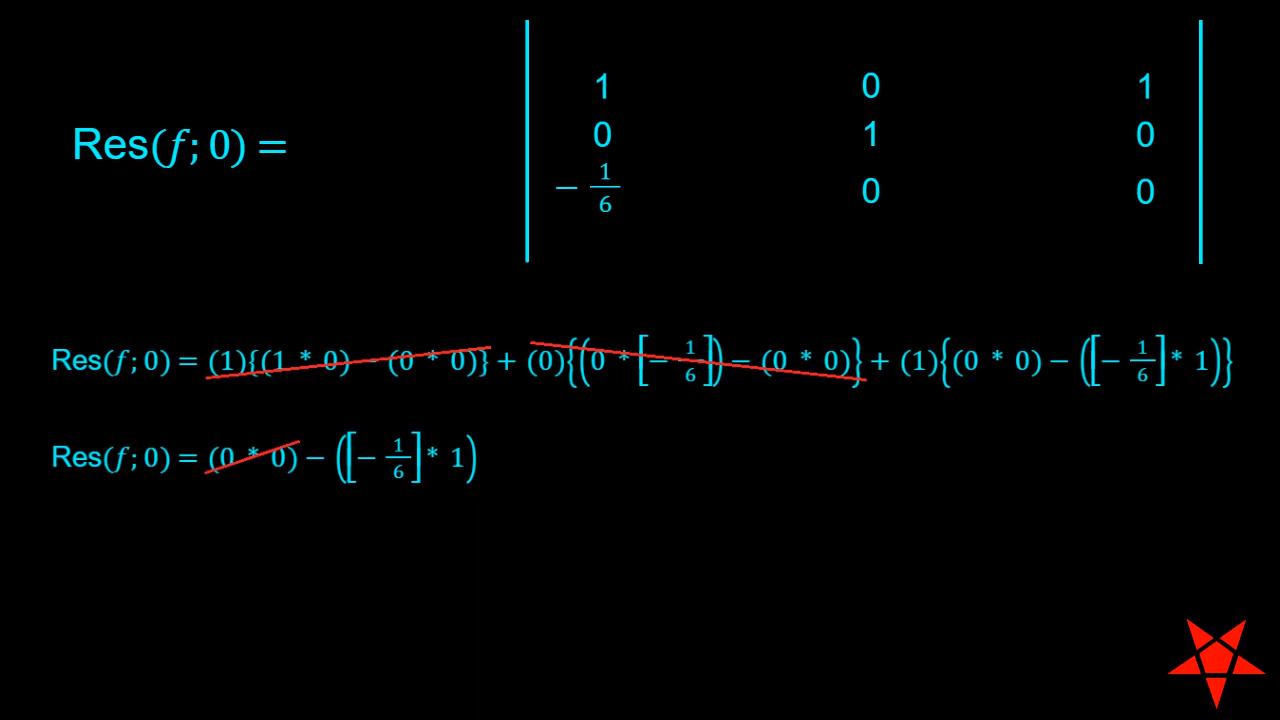 1 0 1
Res(f; 0) = 0 1 0
− 1/6 0 0
Res(f; 0) = (1){(1 * 0) − (0 * 0)} + (0){(0 * [− 1/6]) − (0 * 0)} + (1){(0 * 0) − ([− 1/6] * 1)}
Res(f; 0) = (0 * 0) − ([− 1/6] * 1)